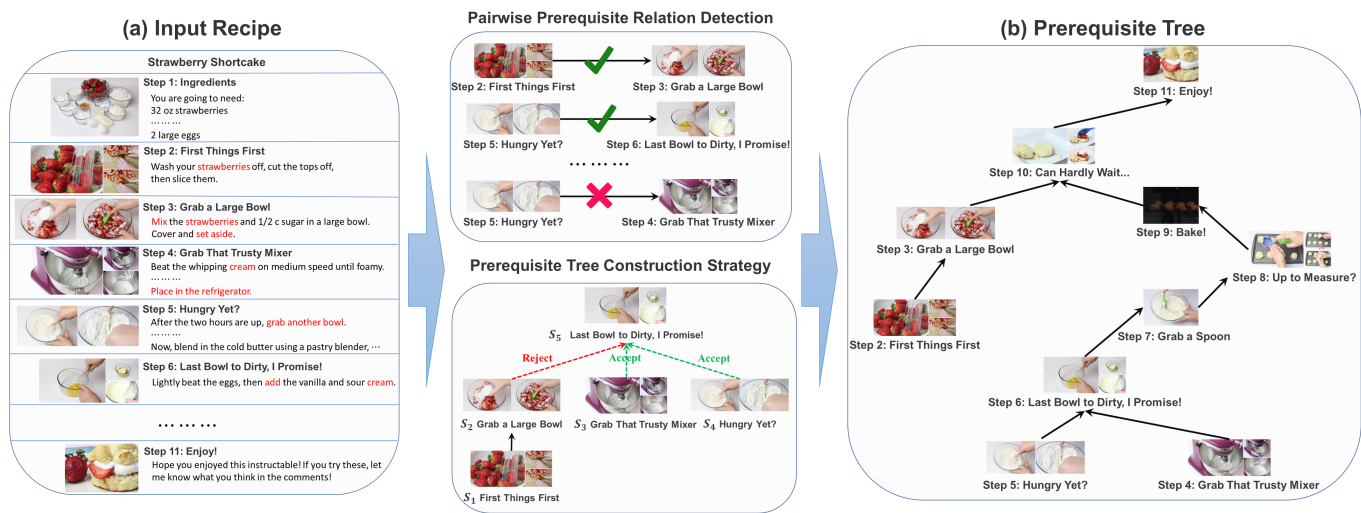 (a) Input Recipe
Strawberry Shortcake
Step 1: Ingredients
You are going to need:
32 oz strawberries
... ... ...
2 large eggs
Step 2: First Things First
Wash your strawberries off, cut the tops off,
then slice them.
Step 3: Grab a Large Bowl
Mix the strawberries and 1/2 c sugar in a large bowl.
Cover and set aside.
Step 4: Grab That Trusty Mixer
Beat the whipping cream on medium speed until foamy.
... ... ...
Place in the refrigerator.
Step 5: Hungry Yet?
After the two hours are up, grab another bowl.
... ... ...
Now, blend in the cold butter using a pastry blender, ...
Step 6: Last Bowl to Dirty, I Promise!
Lightly beat the eggs, then add the vanilla and sour cream.
... ... ...
Step 11: Enjoy!
Hope you enjoyed this instructable! If you try these, let
me know what you think in the comments!
Pairwise Prerequisite Relation Detection
Step 2: First Things First
Step 3: Grab a Large Bowl
Step 5: Hungry Yet?
Step 6: Last Bowl to Dirty, I Promise!
... ... ...
Step 5: Hungry Yet?
Step 4: Grab That Trusty Mixer
Prerequisite Tree Construction Strategy
S5 Last Bowl to Dirty, I Promise!
Reject
Accept
Accept
S2 Grab a Large Bowl
S3 Grab That Trusty Mixer
S4 Hungry Yet?
S1 First Things First
(b) Prerequisite Tree
Step 11: Enjoy!
Step 10: Can Hardly Wait...
Step 3: Grab a Large Bowl
Step 9: Bake!
Step 8: Up to Measure?
Step 2: First Things First
Step 7: Grab a Spoon
Step 6: Last Bowl to Dirty, I Promise!
Step 5: Hungry Yet?
Step 4: Grab That Trusty Mixer